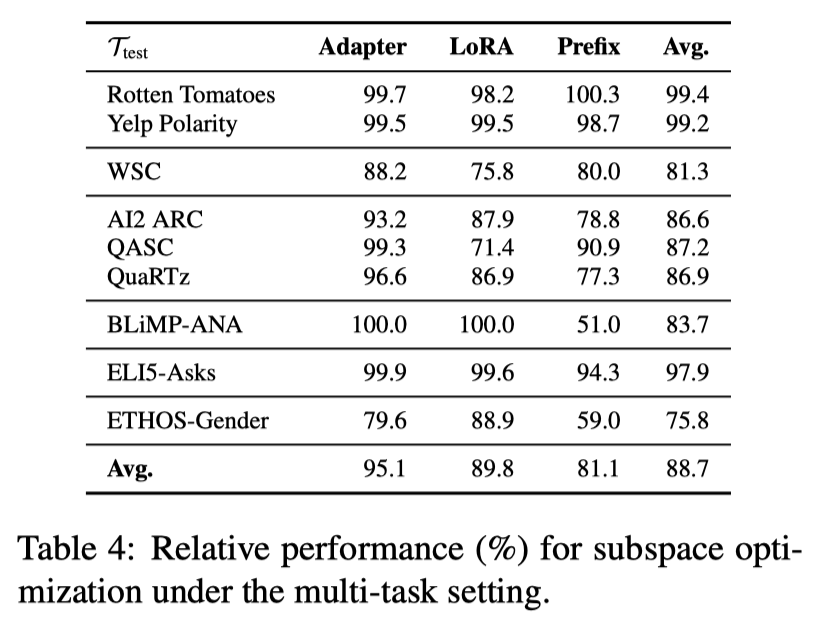 𝒯test Adapter LoRA Prefix Avg.
Rotten Tomatoes 99.7 98.2 100.3 99.4
Yelp Polarity 99.5 99.5 98.7 99.2
WSC 88.2 75.8 80.0 81.3
AI2 ARC 93.2 87.9 78.8 86.6
QASC 99.3 71.4 90.9 87.2
QuaRTz 96.6 86.9 77.3 86.9
BLiMP-ANA 100.0 100.0 51.0 83.7
ELI5-Asks 99.9 99.6 94.3 97.9
ETHOS-Gender 79.6 88.9 59.0 75.8
Avg. 95.1 89.8 81.1 88.7
Table 4: Relative performance (%) for subspace opti-
mization under the multi-task setting.